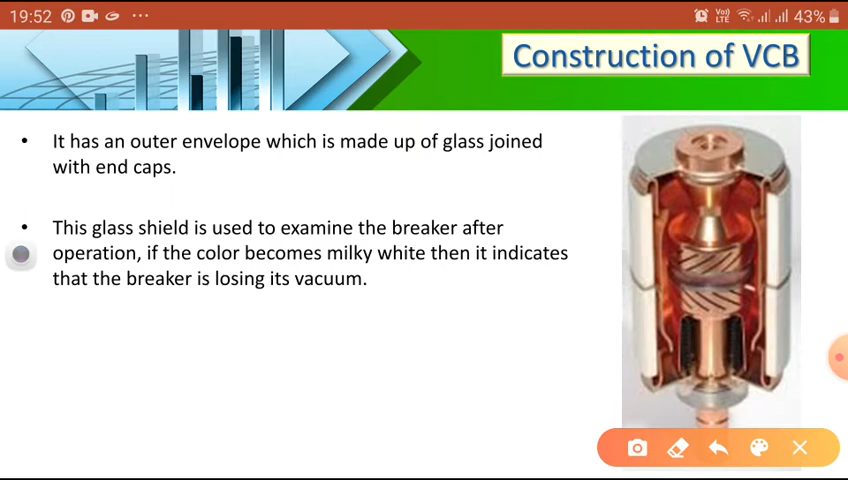 19:52
Vo)) LTE 43%
Construction of VCB
• It has an outer envelope which is made up of glass joined
with end caps.
• This glass shield is used to examine the breaker after
operation, if the color becomes milky white then it indicates
that the breaker is losing its vacuum.